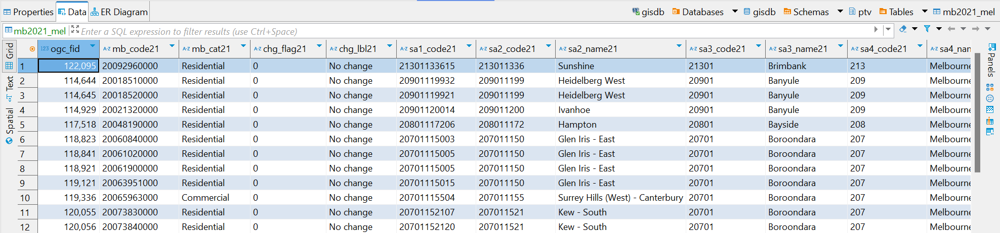 Properties Data ER Diagram gisdb Databases gisdb Schemas ptv Tables mb2021_mel
mb2021_mel Enter a SQL expression to filter results (use Ctrl+Space)
Grid
Text
Spatial
Panels
123 ogc_fid A-Z mb_code21 A-Z mb_cat21 A-Z chg_flag21 A-Z chg_lbl21 A-Z sa1_code21 A-Z sa2_code21 A-Z sa2_name21 A-Z sa3_code21 A-Z sa3_name21 A-Z sa4_code21 A-Z sa4_nam
1 122,095 20092960000 Residential 0 No change 21301133615 213011336 Sunshine 21301 Brimbank 213 Melbourne
2 114,644 20018510000 Residential 0 No change 20901119932 209011199 Heidelberg West 20901 Banyule 209 Melbourne
3 114,645 20018520000 Residential 0 No change 20901119921 209011199 Heidelberg West 20901 Banyule 209 Melbourne
4 114,929 20021320000 Residential 0 No change 20901120014 209011200 Ivanhoe 20901 Banyule 209 Melbourne
5 117,518 20048190000 Residential 0 No change 20801117206 208011172 Hampton 20801 Bayside 208 Melbourne
6 118,823 20060840000 Residential 0 No change 20701115003 207011150 Glen Iris - East 20701 Boroondara 207 Melbourne
7 118,841 20061020000 Residential 0 No change 20701115005 207011150 Glen Iris - East 20701 Boroondara 207 Melbourne
8 118,921 20061900000 Residential 0 No change 20701115005 207011150 Glen Iris - East 20701 Boroondara 207 Melbourne
9 119,121 20063951000 Residential 0 No change 20701115015 207011150 Glen Iris - East 20701 Boroondara 207 Melbourne
10 119,336 20065963000 Commercial 0 No change 20701115504 207011155 Surrey Hills (West) - Canterbury 20701 Boroondara 207 Melbourne
11 120,055 20073830000 Residential 0 No change 20701152107 207011521 Kew - South 20701 Boroondara 207 Melbourne
12 120,056 20073840000 Residential 0 No change 20701152120 207011521 Kew - South 20701 Boroondara 207 Melbourne